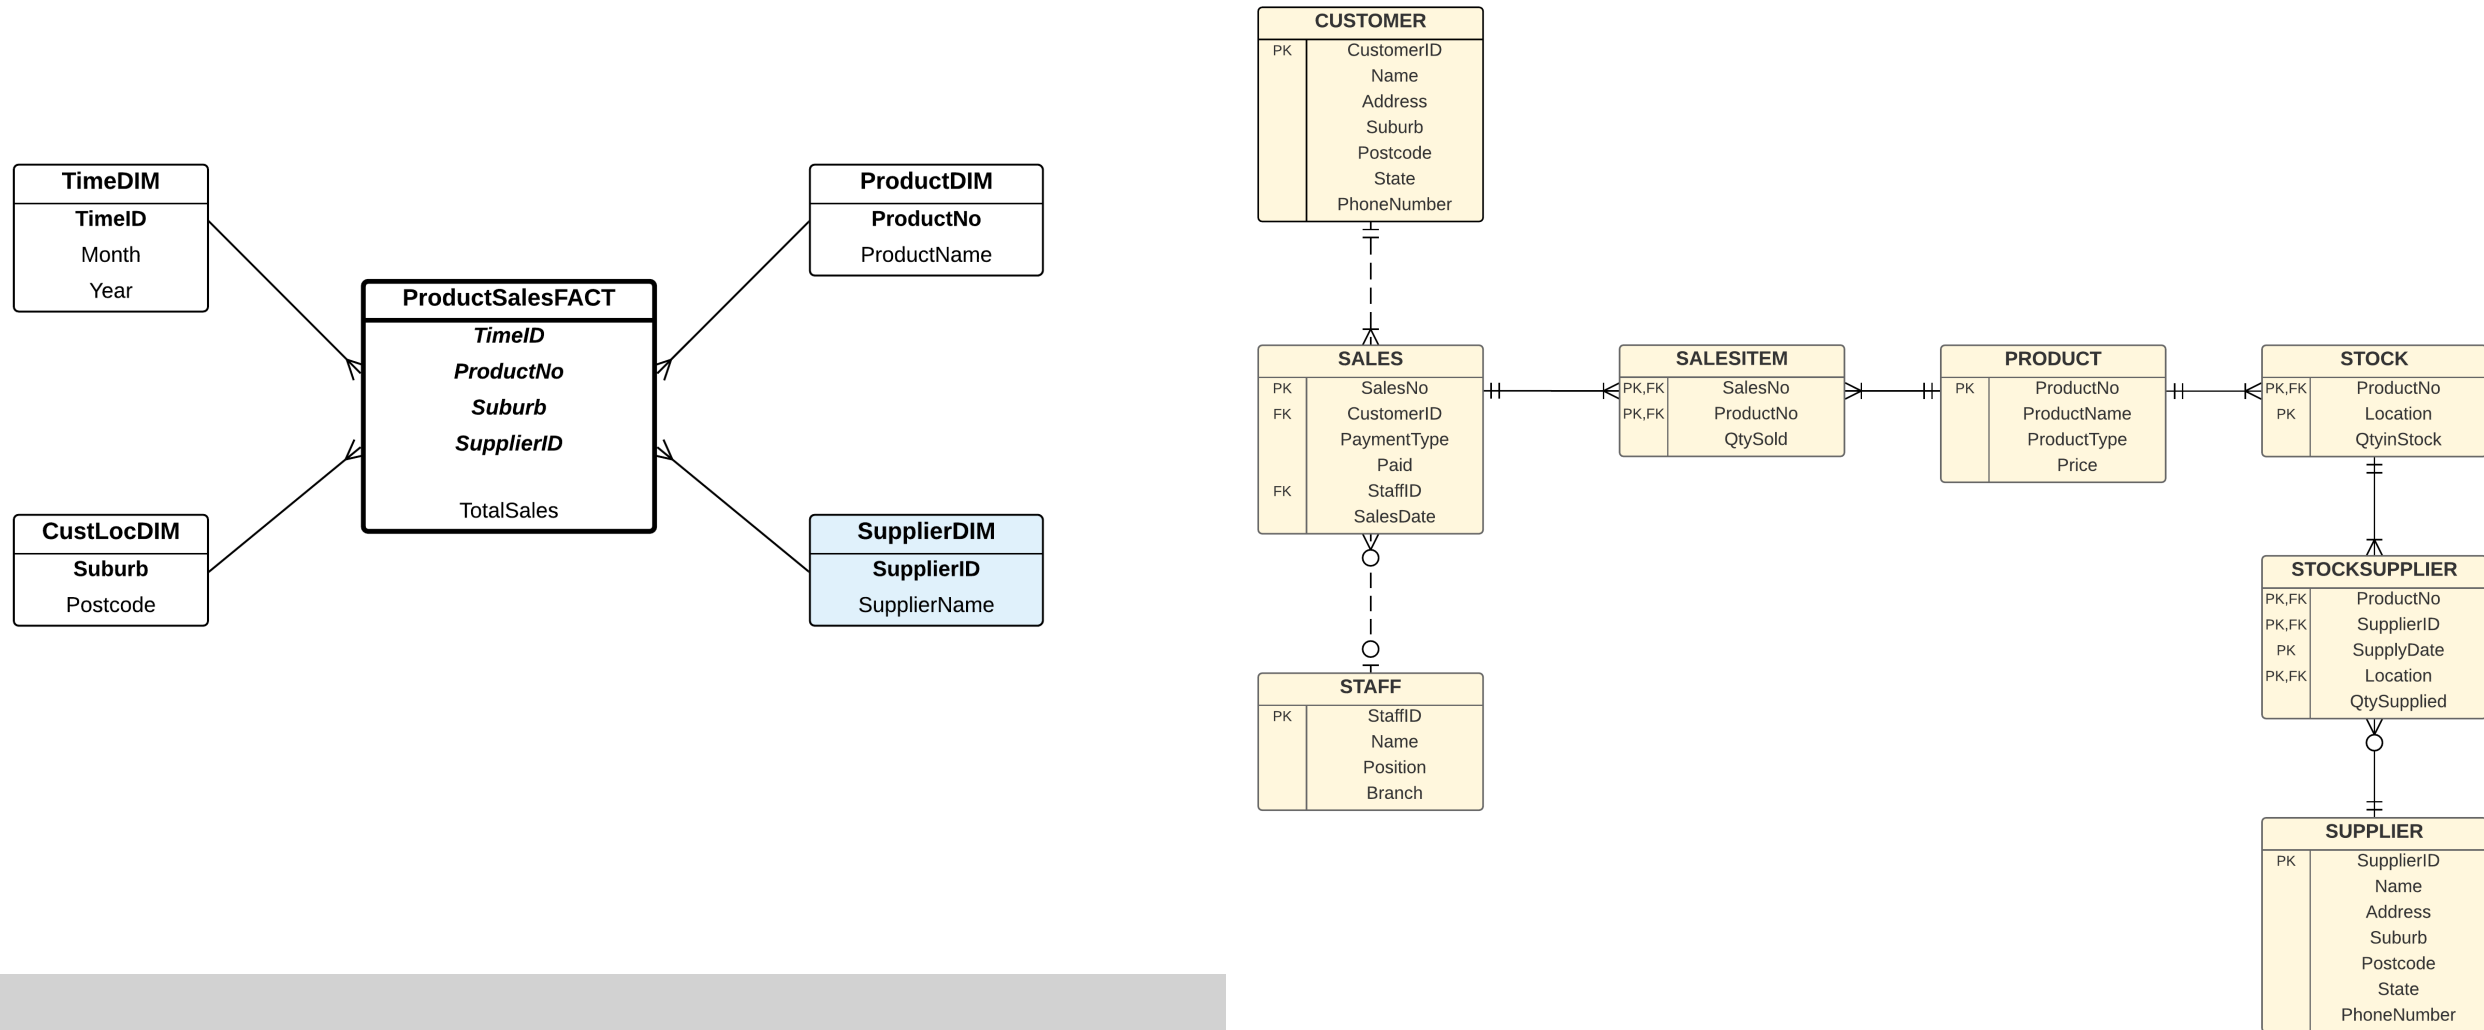 TimeDIM
TimeID
Month
Year
ProductDIM
ProductNo
ProductName
ProductSalesFACT
TimeID
ProductNo
Suburb
SupplierID
TotalSales
CustLocDIM
Suburb
Postcode
SupplierDIM
SupplierID
SupplierName
CUSTOMER
PK CustomerID
Name
Address
Suburb
Postcode
State
PhoneNumber
SALES
PK SalesNo
FK CustomerID
PaymentType
Paid
FK StaffID
SalesDate
SALESITEM
PK,FK SalesNo
PK,FK ProductNo
QtySold
PRODUCT
PK ProductNo
ProductName
ProductType
Price
STOCK
PK,FK ProductNo
PK Location
QtyinStock
STOCKSUPPLIER
PK,FK ProductNo
PK,FK SupplierID
PK SupplyDate
PK,FK Location
QtySupplied
STAFF
PK StaffID
Name
Position
Branch
SUPPLIER
PK SupplierID
Name
Address
Suburb
Postcode
State
PhoneNumber